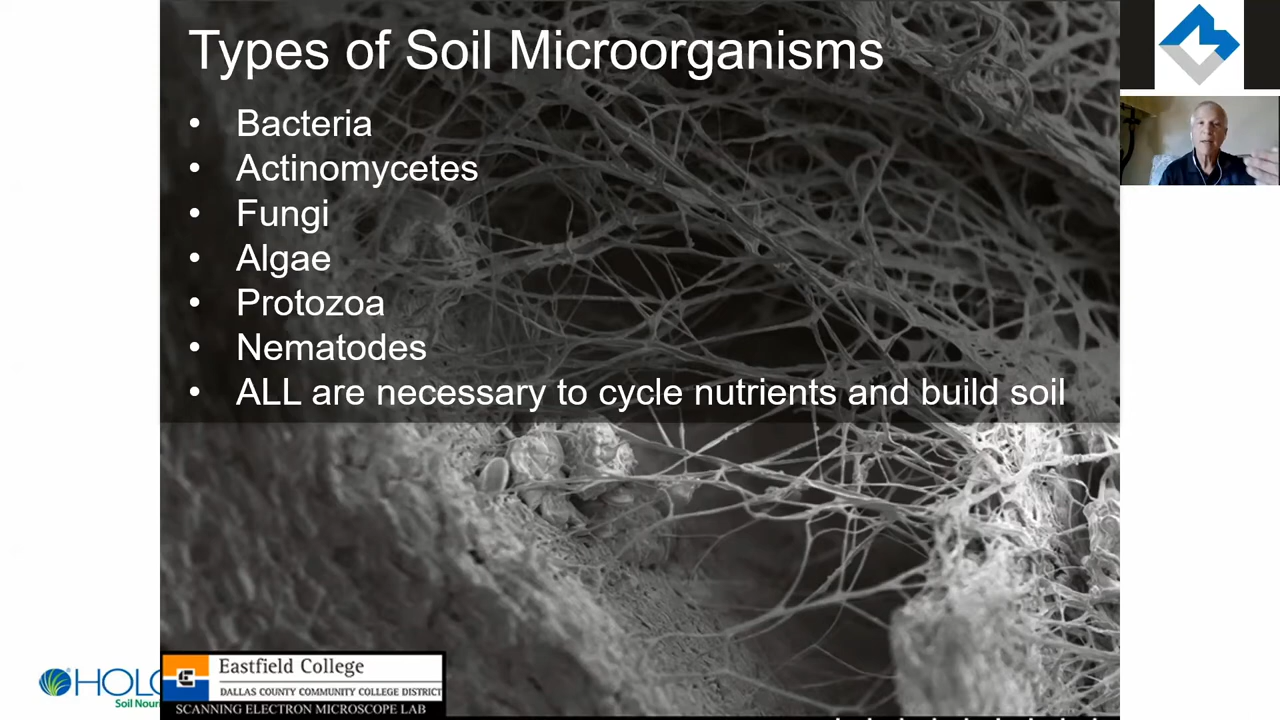 Types of Soil Microorganisms
• Bacteria
• Actinomycetes
• Fungi
• Algae
• Protozoa
• Nematodes
• ALL are necessary to cycle nutrients and build soil
Eastfield College
DALLAS COUNTY COMMUNITY COLLEGE DISTRICT
SCANNING ELECTRON MICROSCOPE LAB
Soil